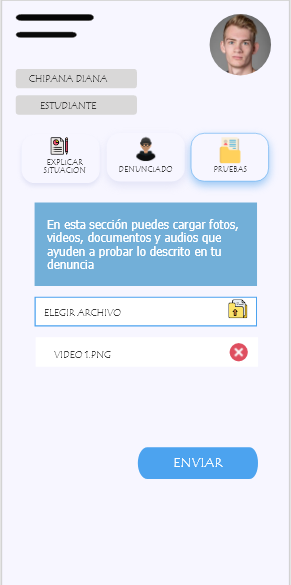 CHIPANA DIANA
ESTUDIANTE
EXPLICAR
SITUACION
DENUNCIADO
PRUEBAS
En esta sección puedes cargar fotos,
videos, documentos y audios que
ayuden a probar lo descrito en tu
denuncia
ELEGIR ARCHIVO
VIDEO 1.PNG
ENVIAR